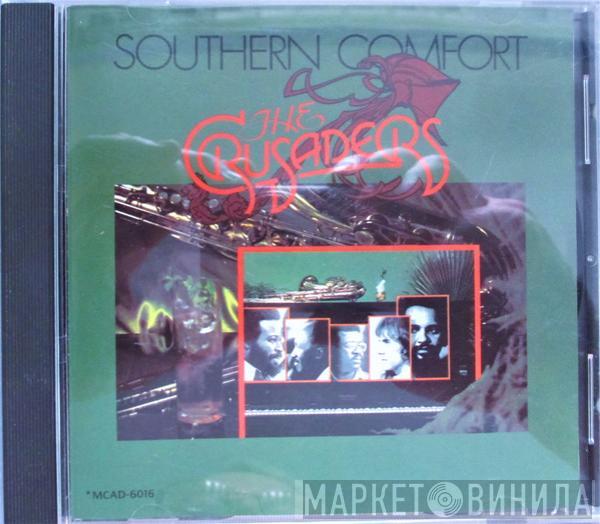 SOUTHERN COMFORT
THE
CRUSADERS
*MCAD-6016
МАРКЕТ ВИНИЛА